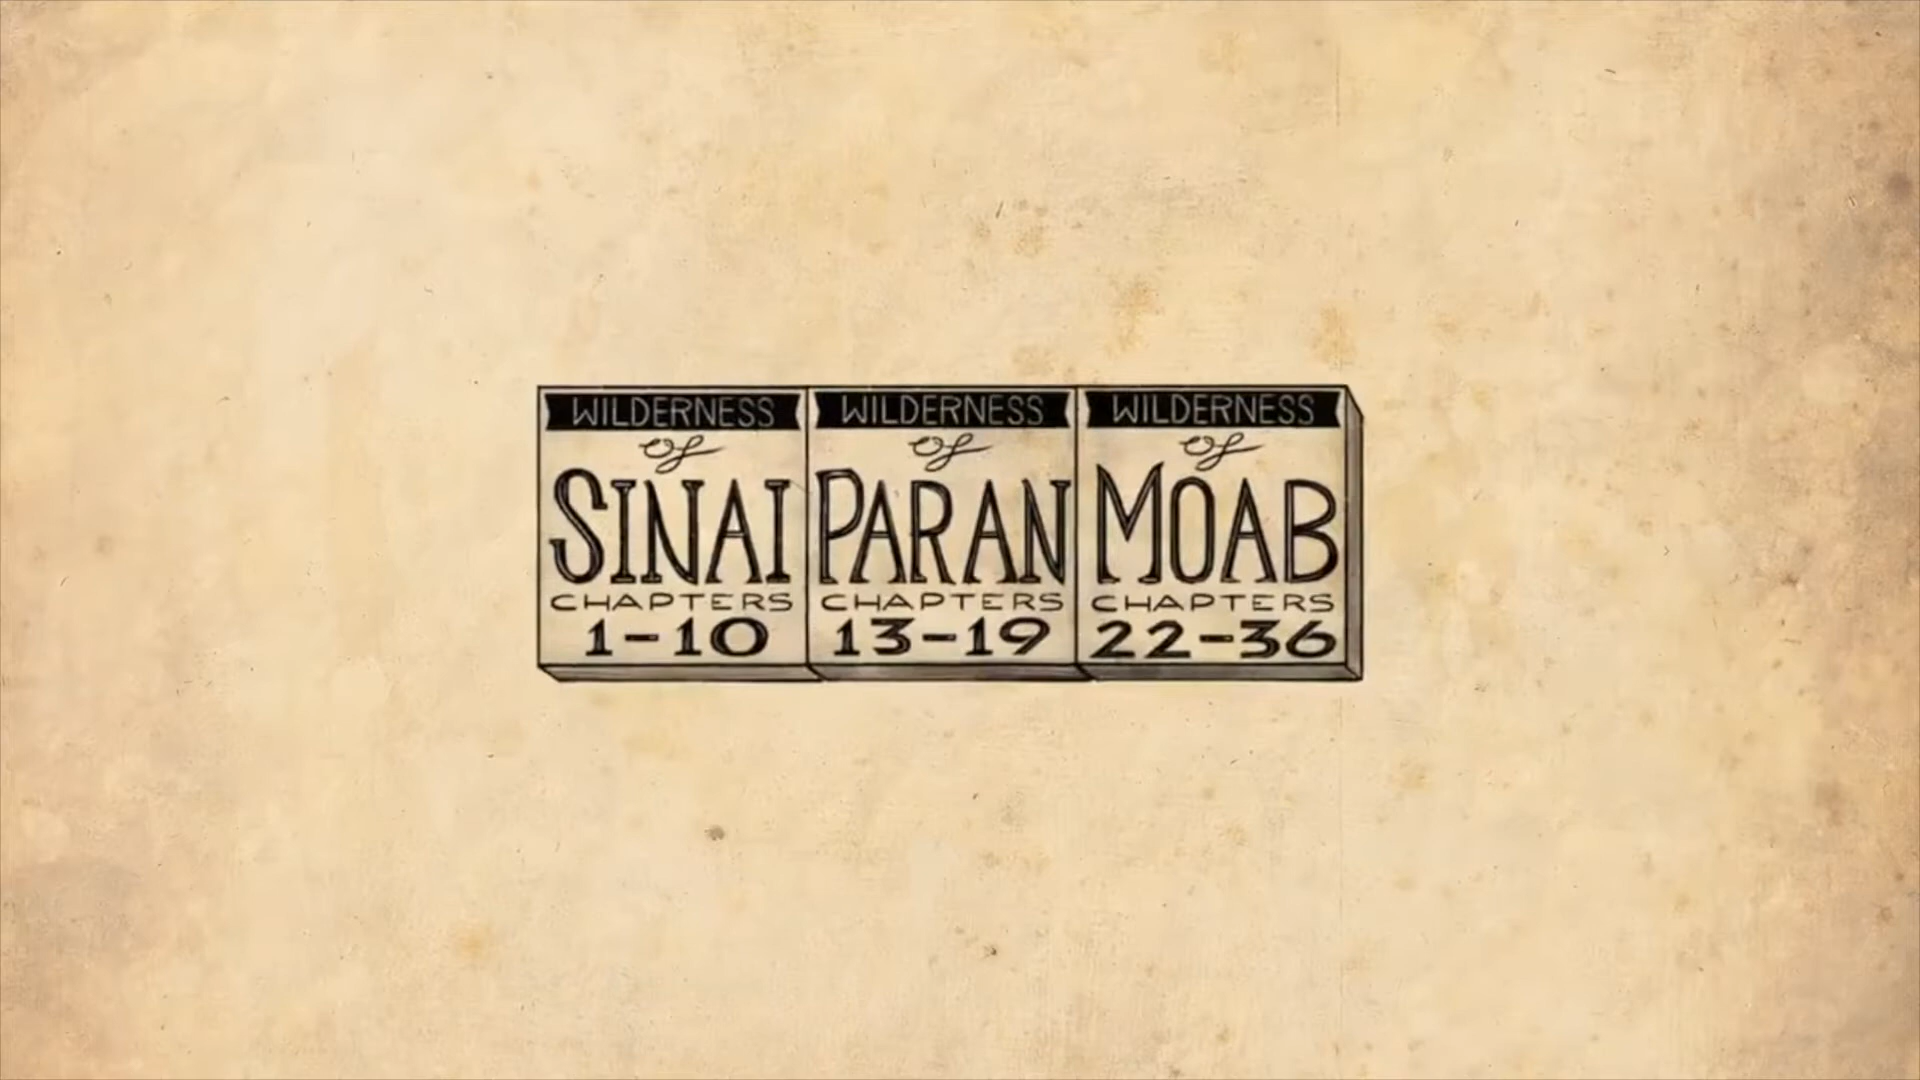 WILDERNESS
of
SINAI
CHAPTERS
1-10
WILDERNESS
of
PARAN
CHAPTERS
13-19
WILDERNESS
of
MOAB
CHAPTERS
22-36